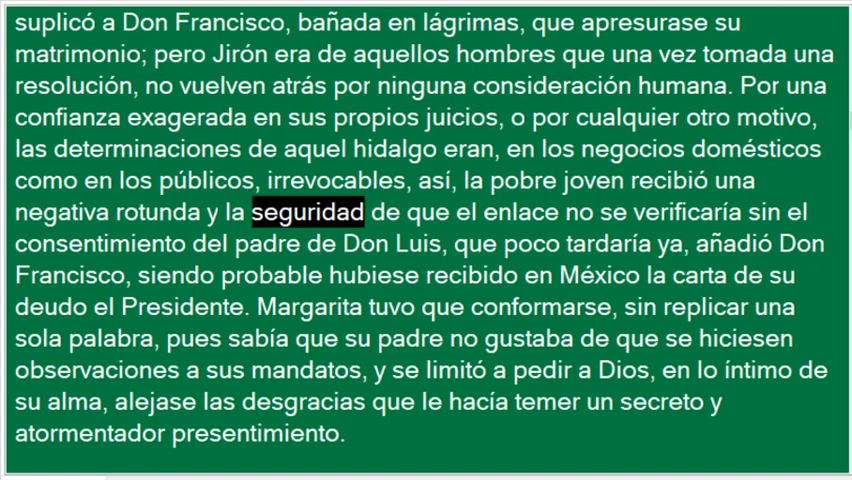 suplicó a Don Francisco, bañada en lágrimas, que apresurase su
matrimonio; pero Jirón era de aquellos hombres que una vez tomada una
resolución, no vuelven atrás por ninguna consideración humana. Por una
confianza exagerada en sus propios juicios, o por cualquier otro motivo,
las determinaciones de aquel hidalgo eran, en los negocios domésticos
como en los públicos, irrevocables, así, la pobre joven recibió una
negativa rotunda y la seguridad de que el enlace no se verificaría sin el
consentimiento del padre de Don Luis, que poco tardaría ya, añadió Don
Francisco, siendo probable hubiese recibido en México la carta de su
deudo el Presidente. Margarita tuvo que conformarse, sin replicar una
sola palabra, pues sabía que su padre no gustaba de que se hiciesen
observaciones a sus mandatos, y se limitó a pedir a Dios, en lo íntimo de
su alma, alejase las desgracias que le hacía temer un secreto y
atormentador presentimiento.